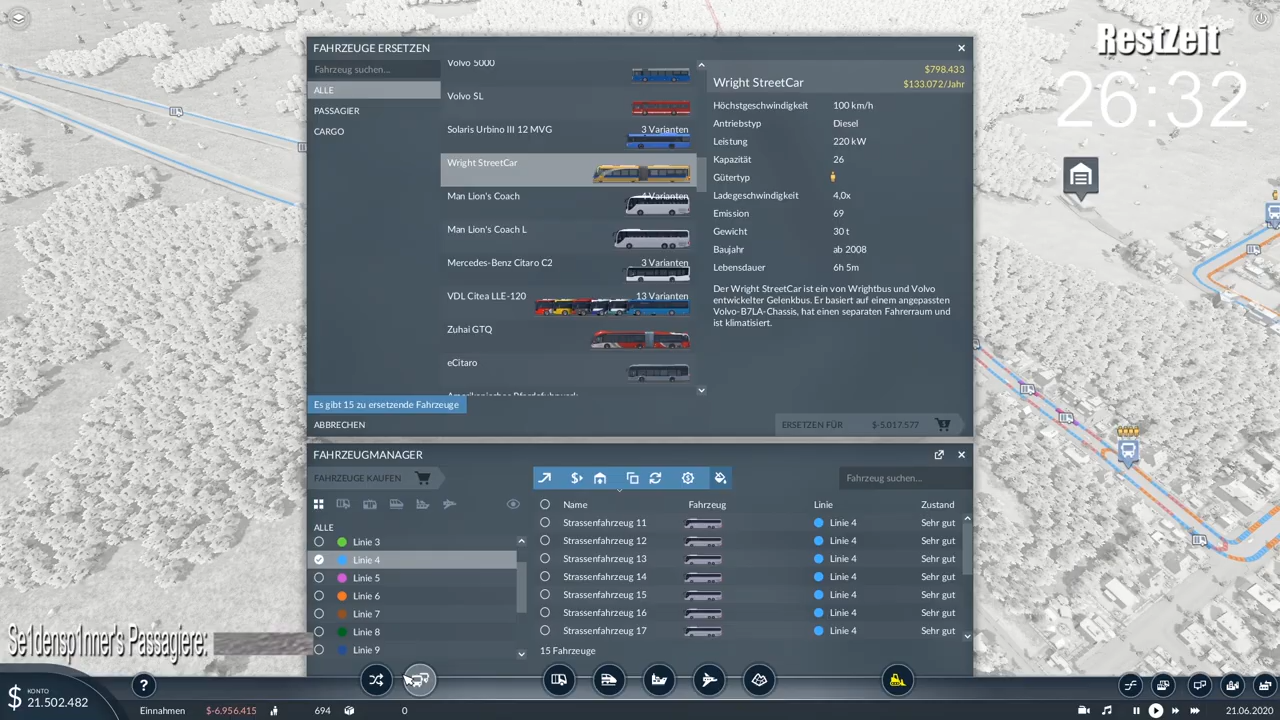 RestZeit
26:32
FAHRZEUGE ERSETZEN
Fahrzeug suchen...
ALLE
PASSAGIER
CARGO
Volvo 5000
Volvo SL
Solaris Urbino III 12 MVG
3 Varianten
Wright StreetCar
Man Lion's Coach
4 Varianten
Man Lion's Coach L
Mercedes-Benz Citaro C2
3 Varianten
VDL Citea LLE-120
13 Varianten
Zuhai GTQ
eCitaro
Amerikanisches Pferdefuhrwerk
$798.433
Wright StreetCar
$133.072/Jahr
Höchstgeschwindigkeit 100 km/h
Antriebstyp Diesel
Leistung 220 kW
Kapazität 26
Gütertyp
Ladegeschwindigkeit 4,0x
Emission 69
Gewicht 30 t
Baujahr ab 2008
Lebensdauer 6h 5m
Der Wright StreetCar ist ein von Wrightbus und Volvo
entwickelter Gelenkbus. Er basiert auf einem angepassten
Volvo-B7LA-Chassis, hat einen separaten Fahrerraum und
ist klimatisiert.
Es gibt 15 zu ersetzende Fahrzeuge
ABBRECHEN
ERSETZEN FÜR $-5.017.577
FAHRZEUGMANAGER
FAHRZEUGE KAUFEN
Fahrzeug suchen...
ALLE
Linie 3
Linie 4
Linie 5
Linie 6
Linie 7
Linie 8
Linie 9
Name Fahrzeug Linie Zustand
Strassenfahrzeug 11 Linie 4 Sehr gut
Strassenfahrzeug 12 Linie 4 Sehr gut
Strassenfahrzeug 13 Linie 4 Sehr gut
Strassenfahrzeug 14 Linie 4 Sehr gut
Strassenfahrzeug 15 Linie 4 Sehr gut
Strassenfahrzeug 16 Linie 4 Sehr gut
Strassenfahrzeug 17 Linie 4 Sehr gut
15 Fahrzeuge
Se1densp1nner's Passagiere:
$ KONTO
21.502.482
?
Einnahmen $-6.956.415 694 0
21.06.2020